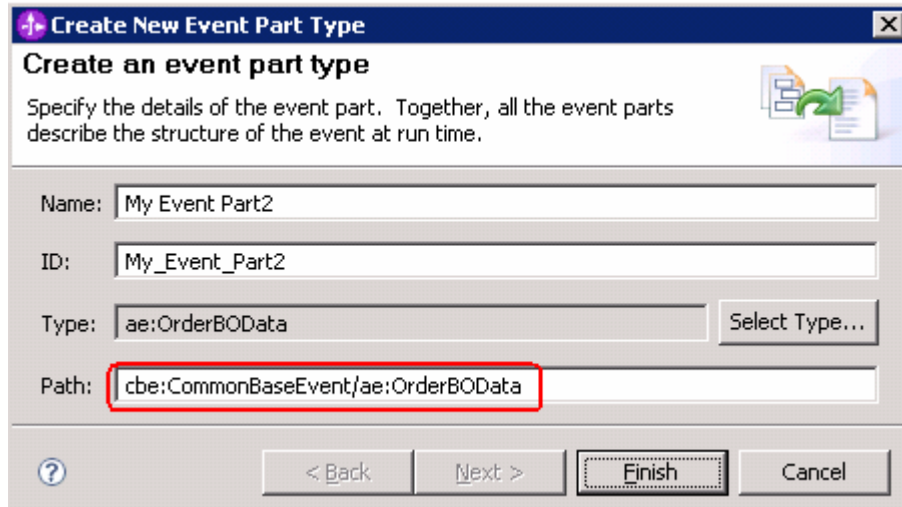 Create New Event Part Type
Create an event part type
Specify the details of the event part. Together, all the event parts
describe the structure of the event at run time.
Name: My Event Part2
ID: My_Event_Part2
Type: ae:OrderBOData Select Type...
Path: cbe:CommonBaseEvent/ae:OrderBOData
? < Back Next > Finish Cancel